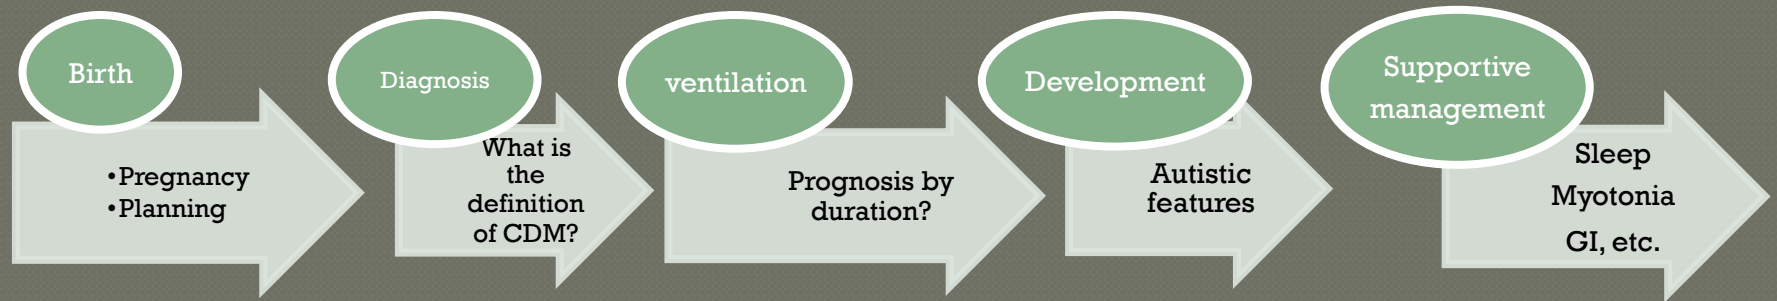 Birth
•Pregnancy
•Planning
Diagnosis
What is
the
definition
of CDM?
ventilation
Prognosis by
duration?
Development
Autistic
features
Supportive
management
Sleep
Myotonia
GI, etc.